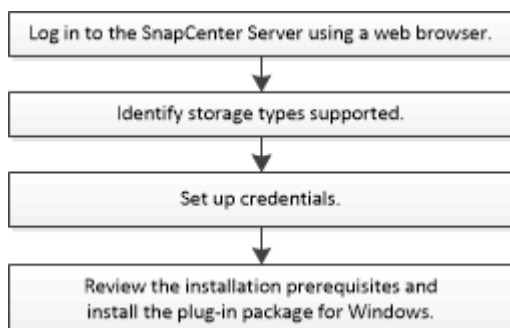 Log in to the SnapCenter Server using a web browser.
Identify storage types supported.
Set up credentials.
Review the installation prerequisites and
install the plug-in package for Windows.